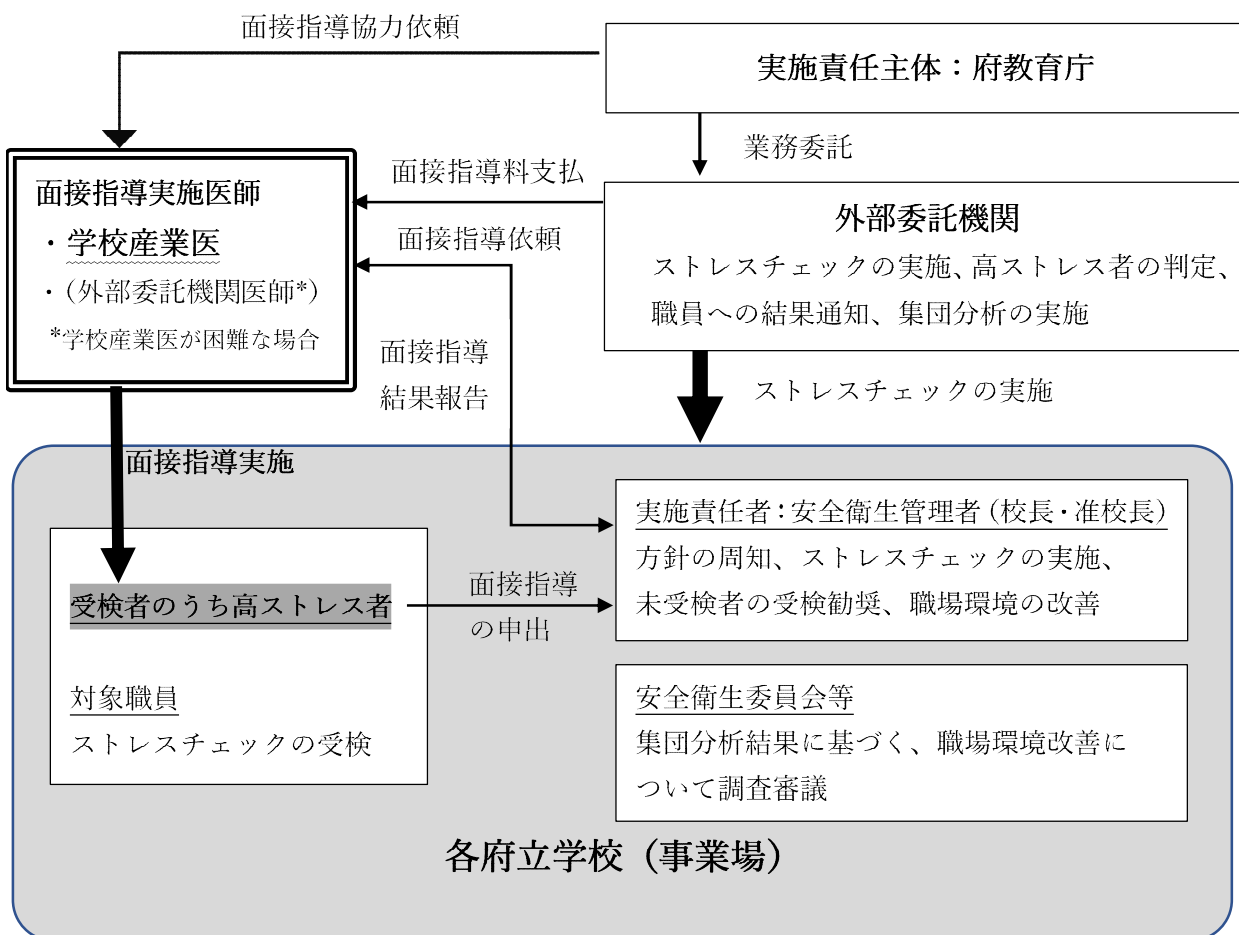 面接指導協力依頼
実施責任主体：府教育庁
業務委託
面接指導実施医師
・学校産業医
・（外部委託機関医師*）
*学校産業医が困難な場合
面接指導料支払
面接指導依頼
外部委託機関
ストレスチェックの実施、高ストレス者の判定、
職員への結果通知、集団分析の実施
面接指導
結果報告
ストレスチェックの実施
面接指導実施
受検者のうち高ストレス者
対象職員
ストレスチェックの受検
面接指導
の申出
実施責任者：安全衛生管理者（校長・准校長）
方針の周知、ストレスチェックの実施、
未受検者の受検勧奨、職場環境の改善
安全衛生委員会等
集団分析結果に基づく、職場環境改善に
ついて調査審議
各府立学校（事業場）